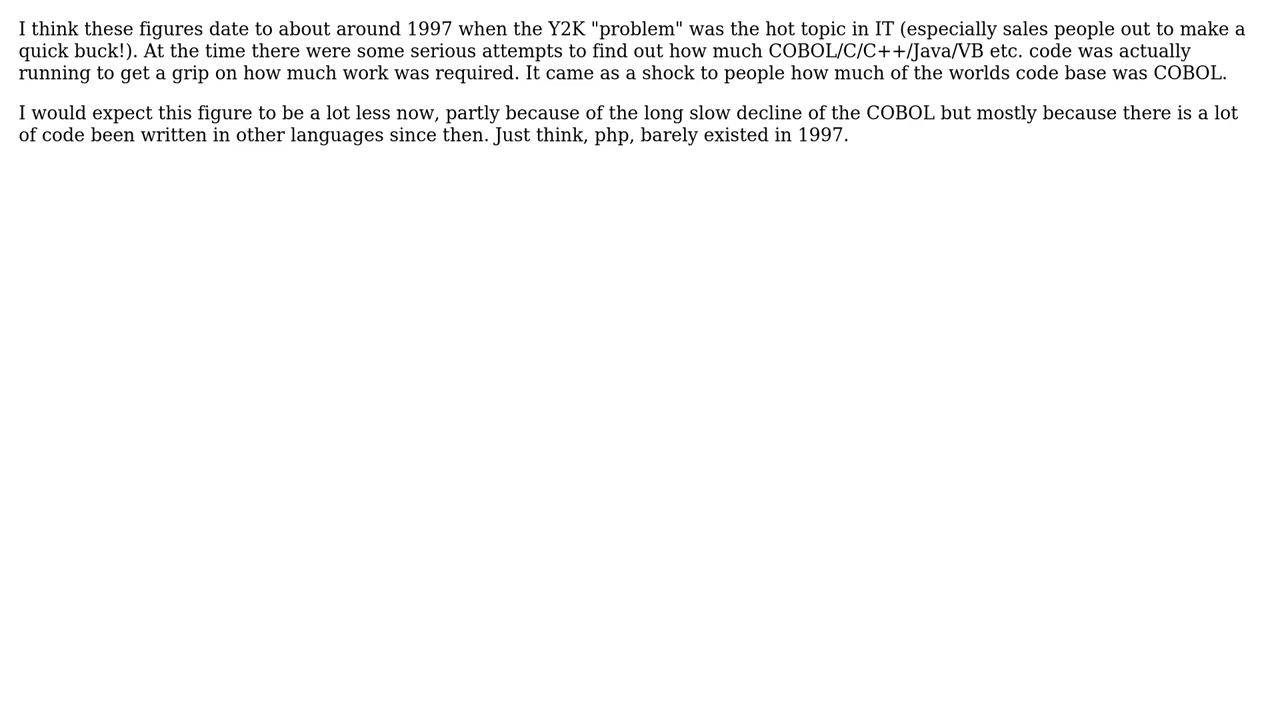 I think these figures date to about around 1997 when the Y2K "problem" was the hot topic in IT (especially sales people out to make a
quick buck!). At the time there were some serious attempts to find out how much COBOL/C/C++/Java/VB etc. code was actually
running to get a grip on how much work was required. It came as a shock to people how much of the worlds code base was COBOL.
I would expect this figure to be a lot less now, partly because of the long slow decline of the COBOL but mostly because there is a lot
of code been written in other languages since then. Just think, php, barely existed in 1997.